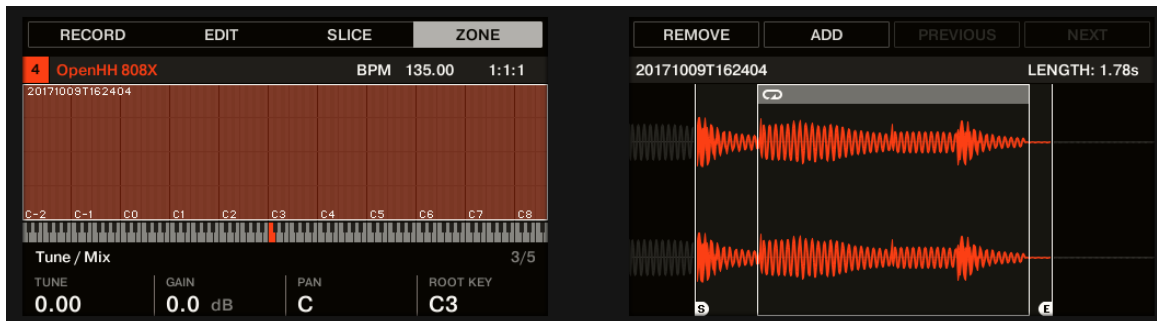 RECORD EDIT SLICE ZONE
4 OpenHH 808X BPM 135.00 1:1:1
20171009T162404
C-2 C-1 C0 C1 C2 C3 C4 C5 C6 C7 C8
Tune / Mix 3/5
TUNE GAIN PAN ROOT KEY
0.00 0.0 dB C C3
REMOVE ADD PREVIOUS NEXT
20171009T162404 LENGTH: 1.78s
S E